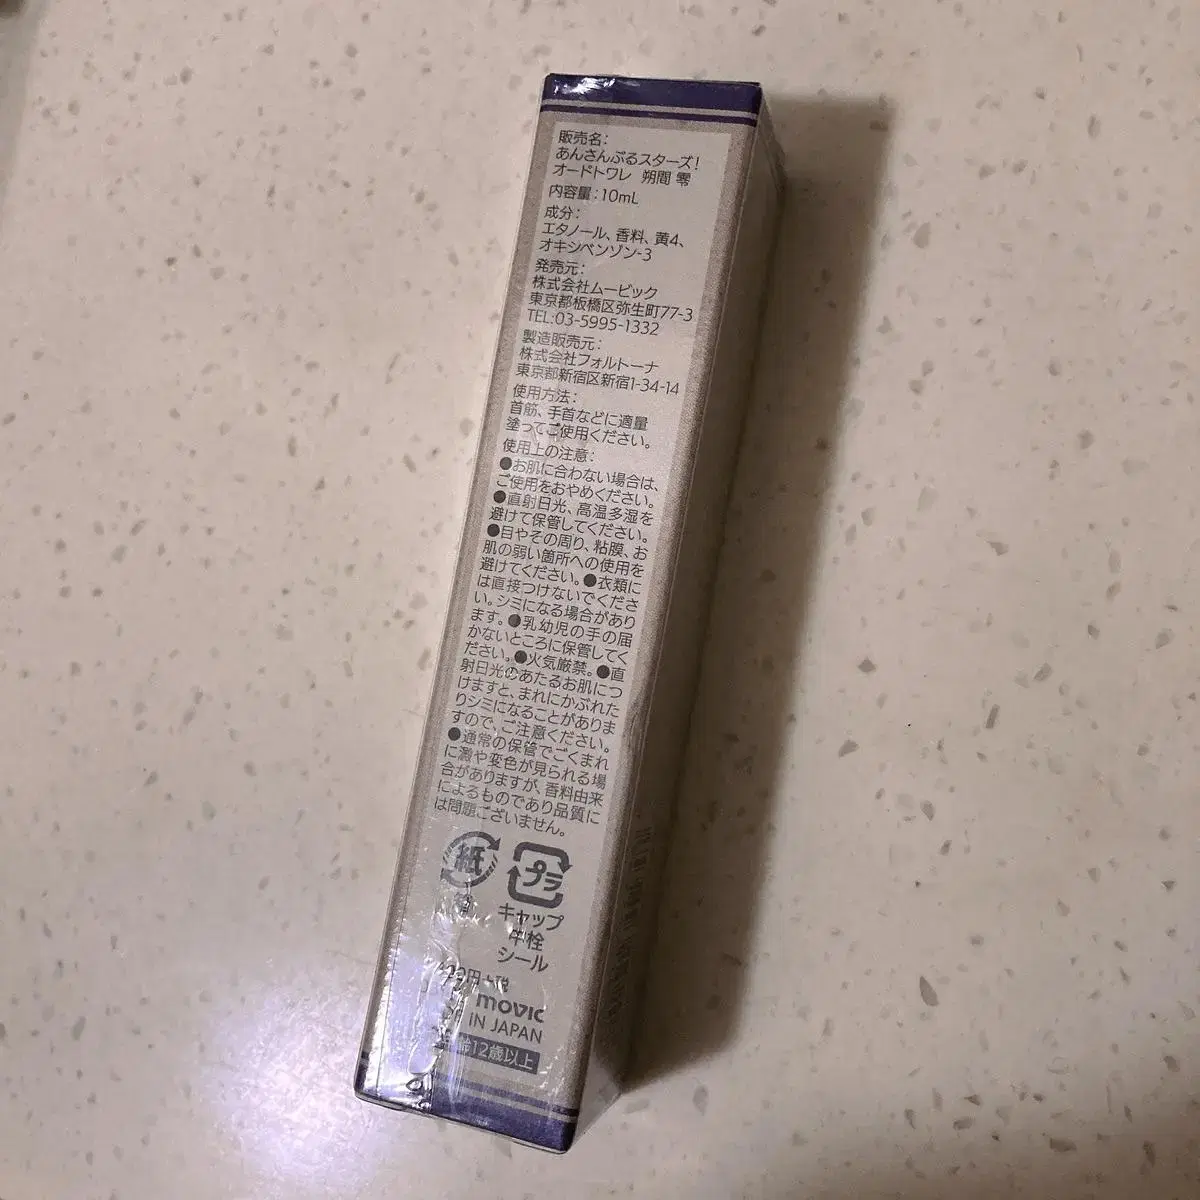 販売名:
あんさんぶるスターズ!
オードトワレ 朔間 零
内容量:10mL
成分:
エタノール、香料、黄4、
オキシベンゾン-3
発売元:
株式会社ムービック
東京都板橋区弥生町77-3
TEL:03-5995-1332
製造販売元:
株式会社フォルトーナ
東京都新宿区新宿1-34-14
使用方法:
首筋、手首などに適量
塗ってご使用ください。
使用上の注意:
●お肌に合わない場合は、
ご使用をおやめください。
●直射日光、高温多湿を
避けて保管してください。
●目やその周り、粘膜、お
肌の弱い箇所への使用を
避けてください。●衣類に
は直接つけないでくださ
い。シミになる場合があり
ます。●乳幼児の手の届
かないところに保管してく
ださい。●火気厳禁。●直
射日光のあたるお肌につ
けますと、まれにかぶれた
りシミになることがありま
すので、ご注意ください。
●通常の保管でごくまれ
に澱や変色が見られる場
合がありますが、香料由来
によるものであり品質に
は問題ございません。
紙
プラ
キャップ
中栓
シール
movic
IN JAPAN
齢12歳以上